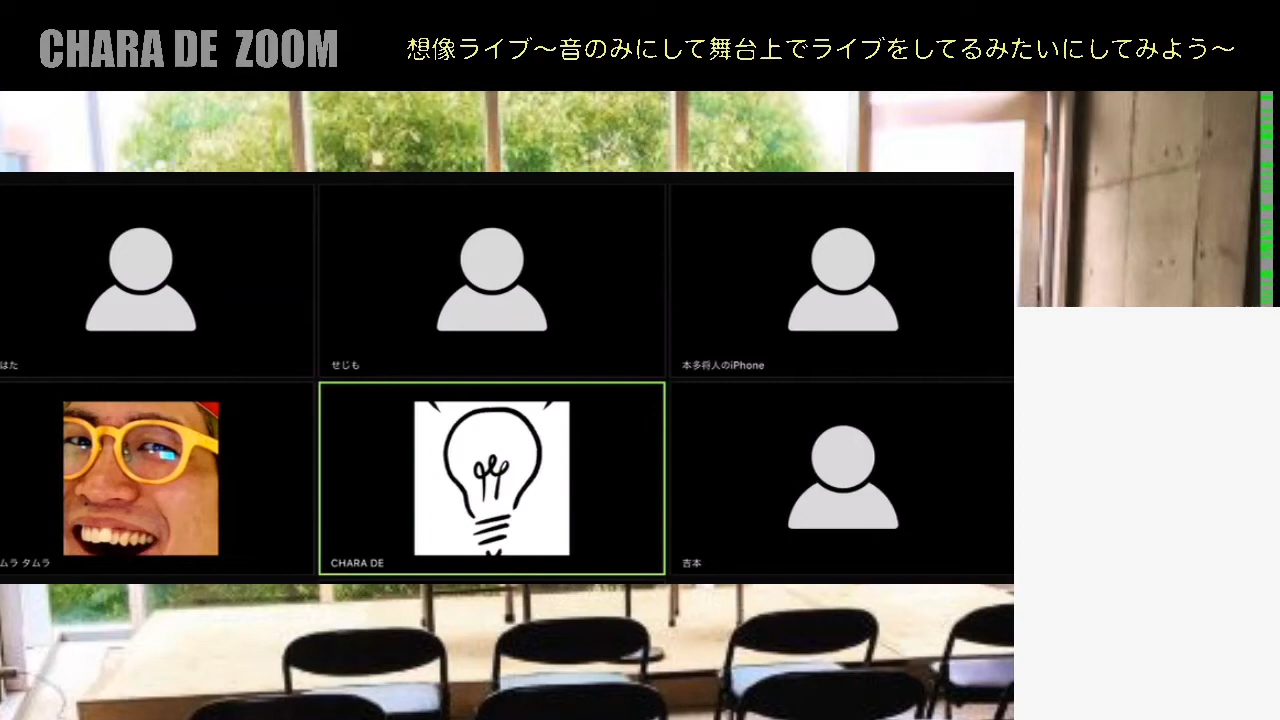 CHARA DE ZOOM
想像ライブ～音のみにして舞台上でライブをしてるみたいにしてみよう～
はた
せじも
本多将人のiPhone
ムラ タムラ
CHARA DE
吉本